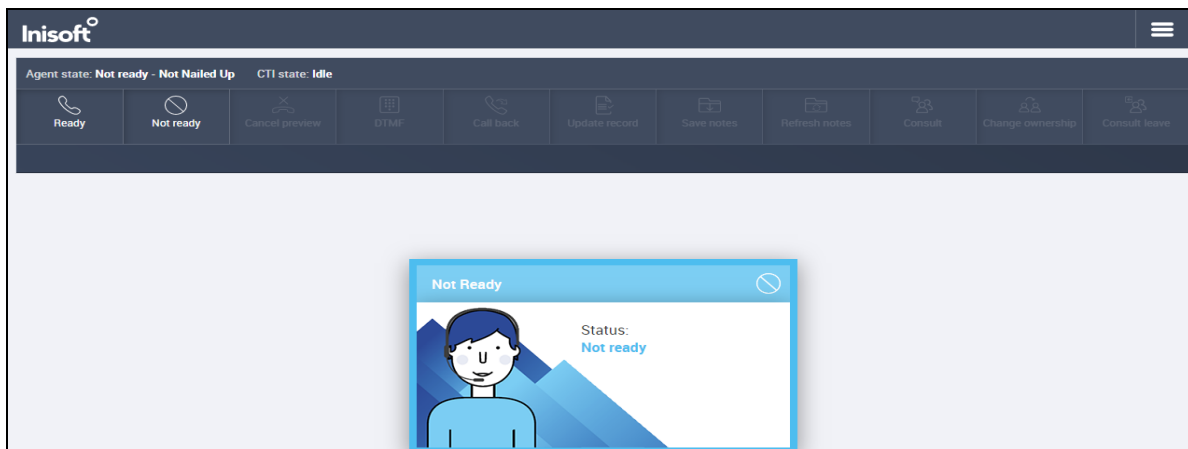 Inisoft
Agent state: Not ready - Not Nailed Up CTI state: Idle
Ready Not ready Cancel preview DTMF Call back Update record Save notes Refresh notes Consult Change ownership Consult leave
Not Ready
Status:
Not ready